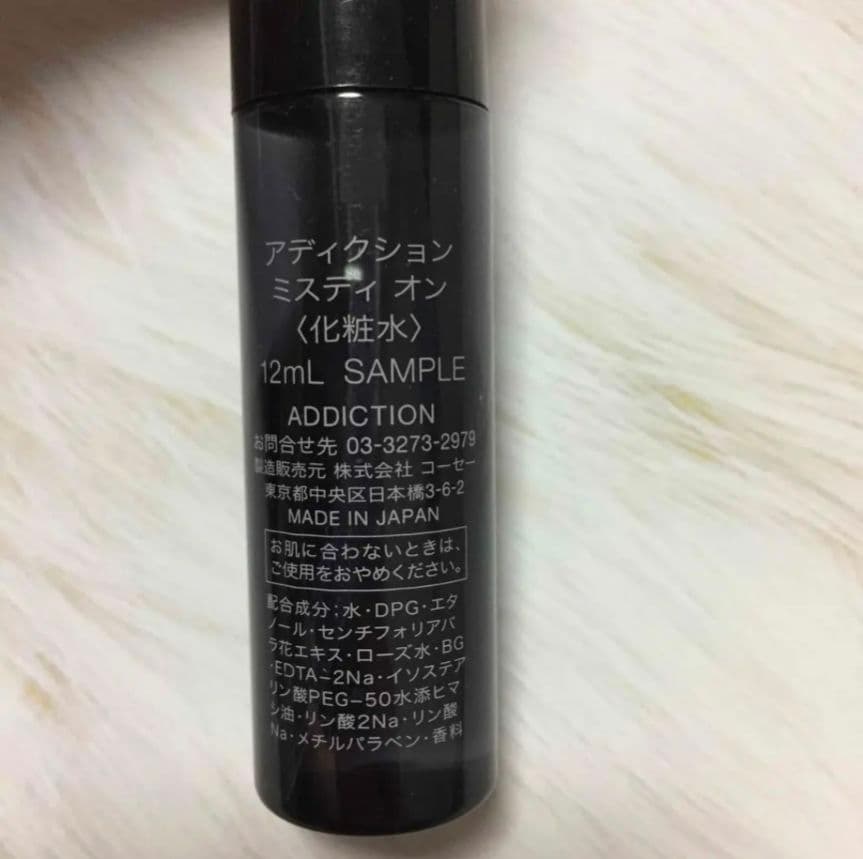 アディクション
ミスティ オン
〈化粧水〉
12mL SAMPLE
ADDICTION
お問合せ先 03-3273-2979
製造販売元 株式会社 コーセー
東京都中央区日本橋3-6-2
MADE IN JAPAN
お肌に合わないときは、
ご使用をおやめください。
配合成分:水・DPG・エタ
ノール・センチフォリアバ
ラ花エキス・ローズ水・BG
・EDTA-2Na・イソステア
リン酸PEG-50水添ヒマ
シ油・リン酸2Na・リン酸
Na・メチルパラベン・香料